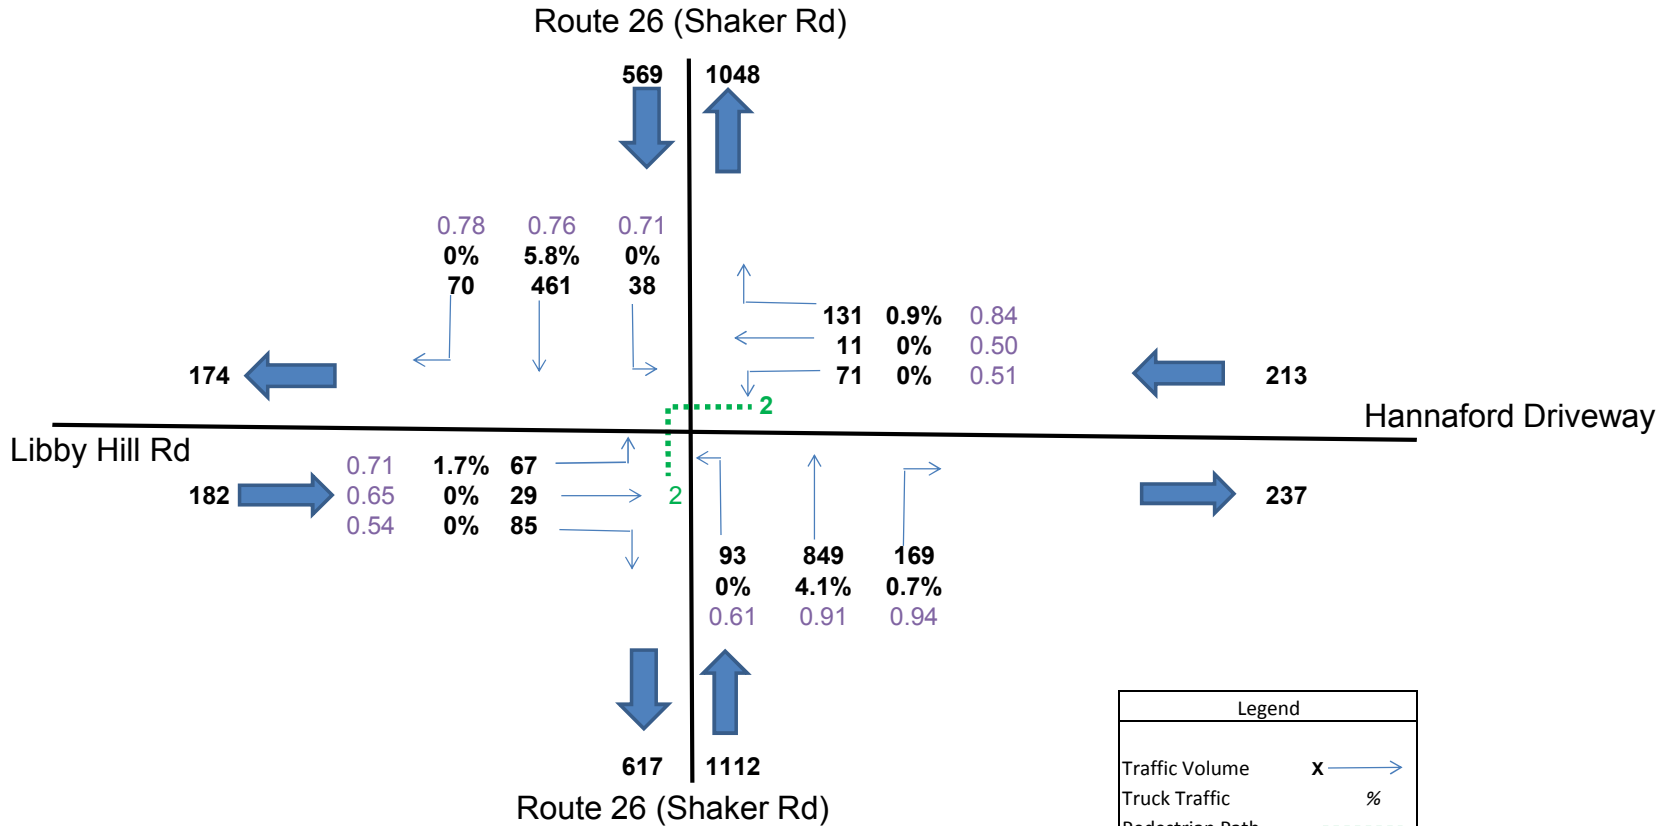 Route 26 (Shaker Rd)
569 1048
0.78 0.76 0.71
0% 5.8% 0%
70 461 38
131 0.9% 0.84
11 0% 0.50
71 0% 0.51
174
213
2
Hannaford Driveway
Libby Hill Rd
0.71 1.7% 67
182 0.65 0% 29
2
237
0.54 0% 85
93 849 169
0% 4.1% 0.7%
0.61 0.91 0.94
617 1112
Route 26 (Shaker Rd)
Legend
Traffic Volume X
Truck Traffic %
Pedestrian Path